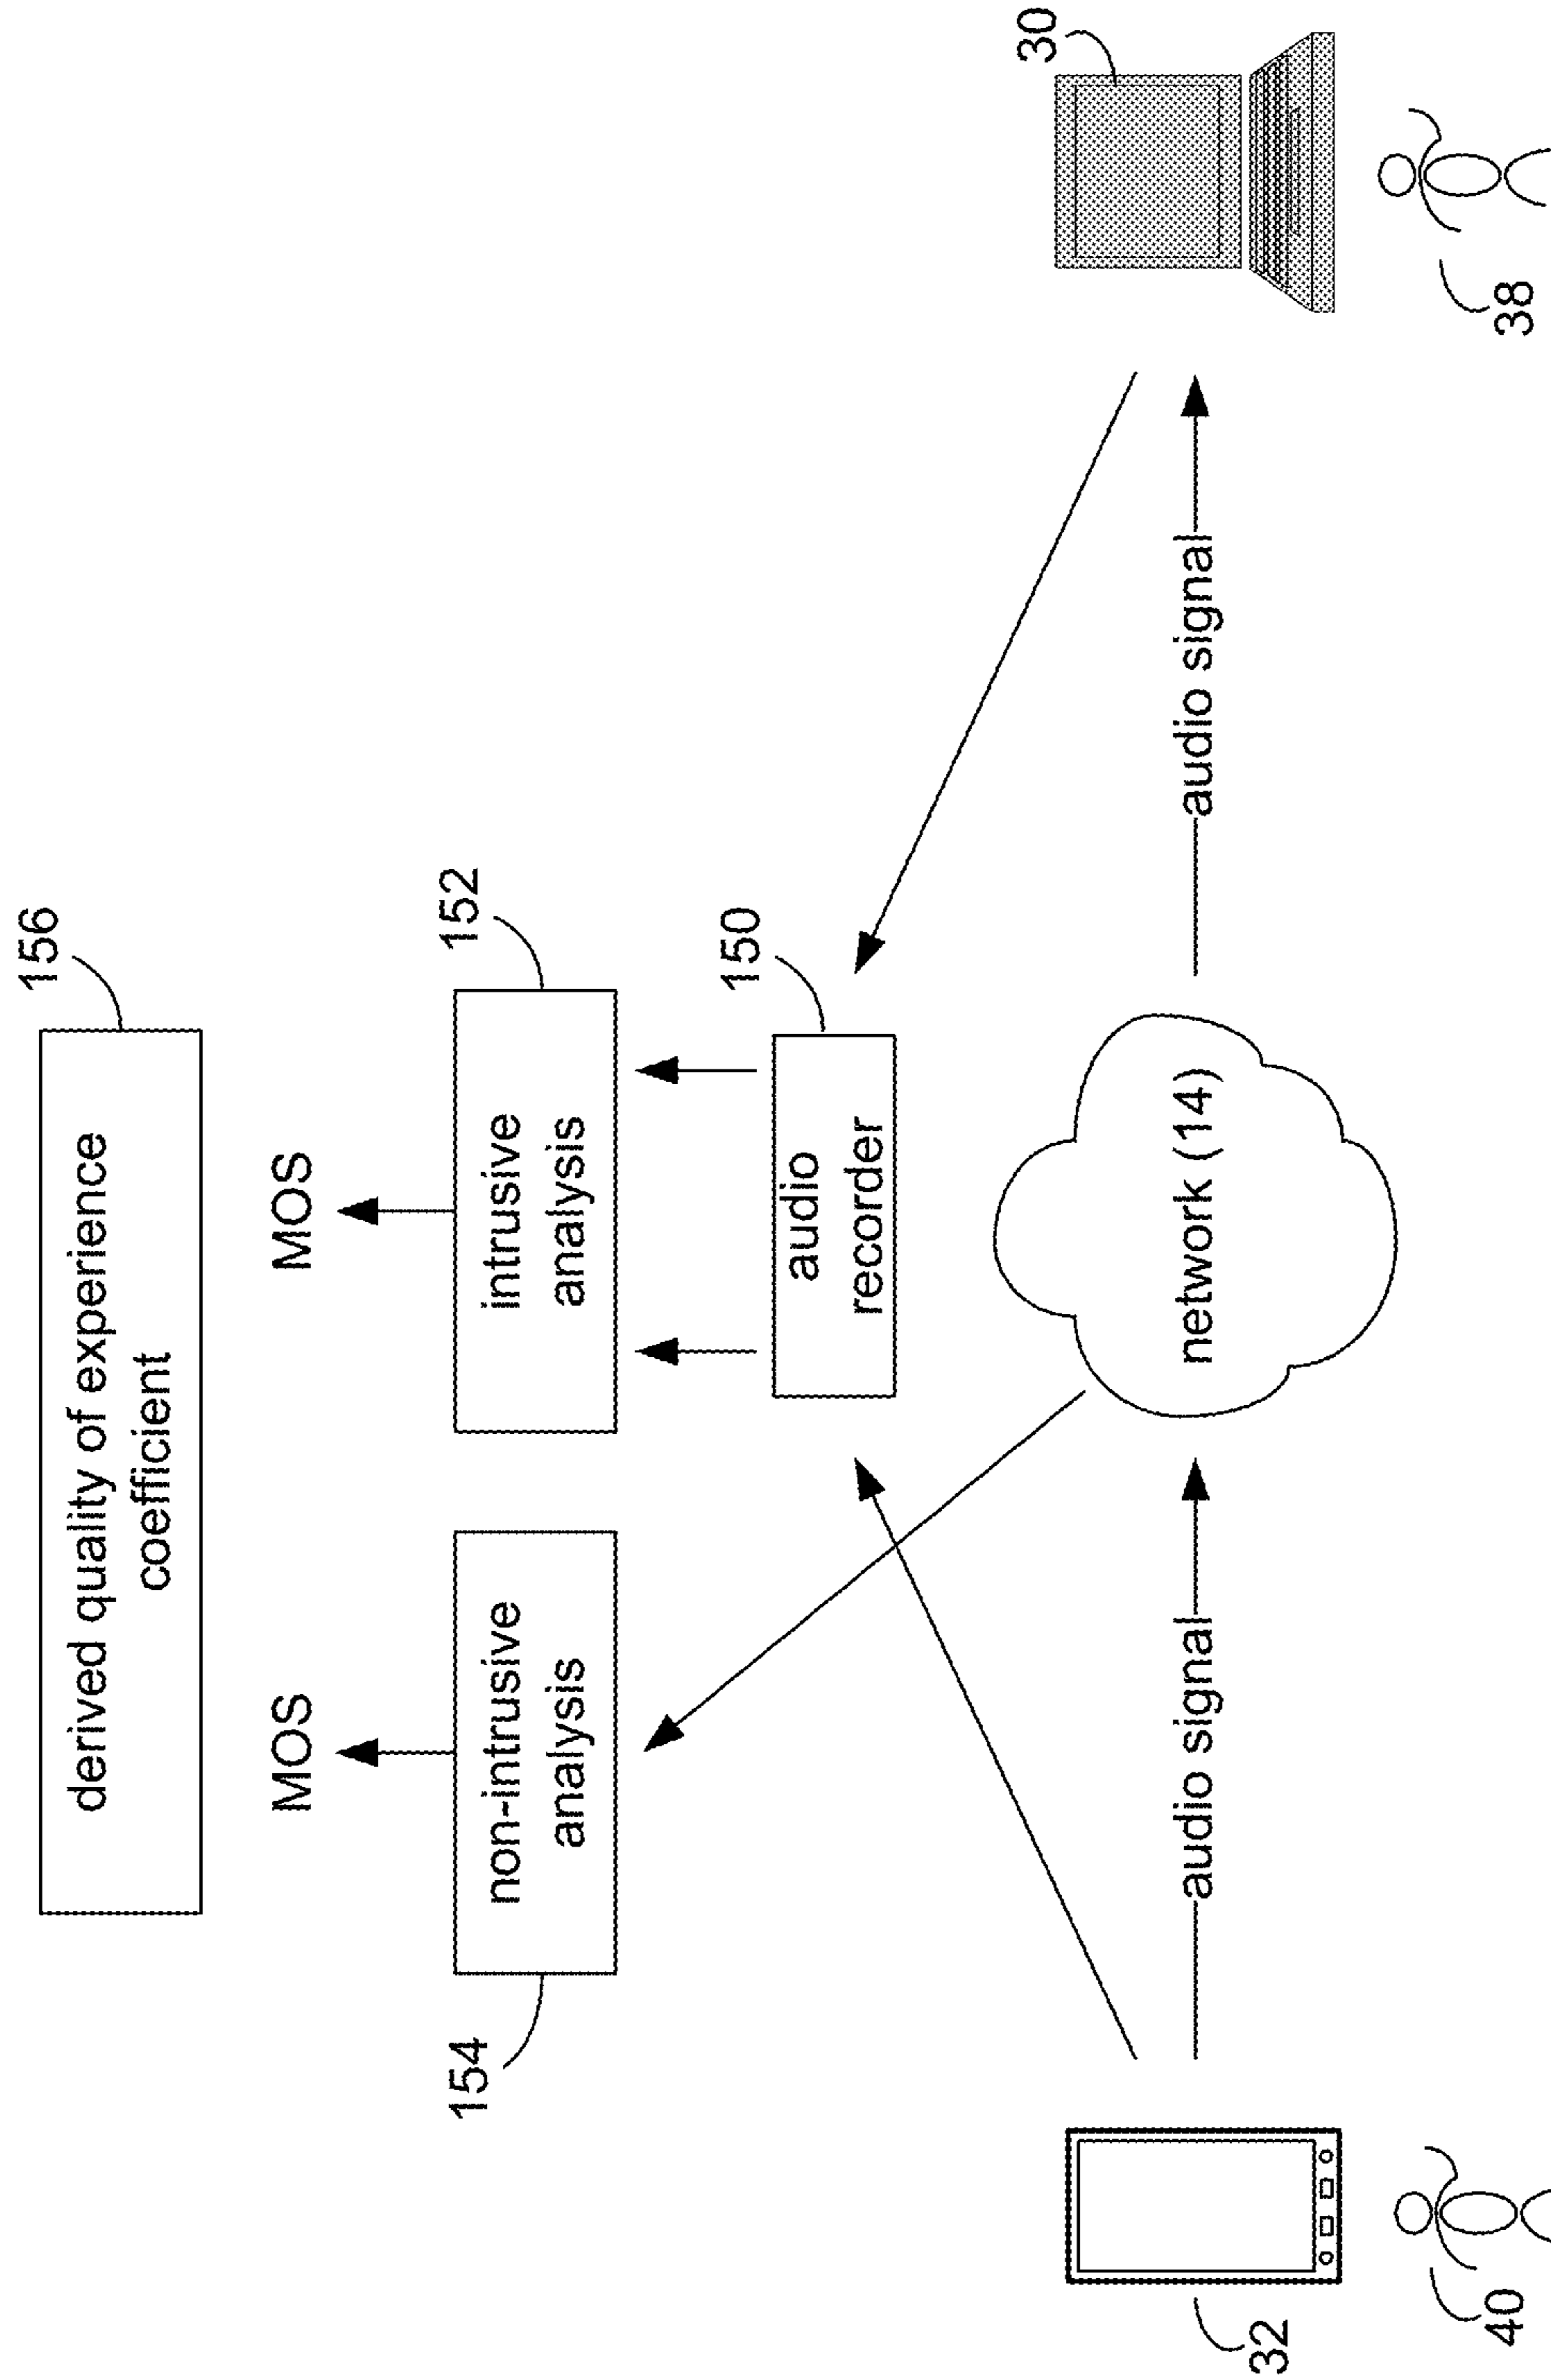 156
derived quality of experience
coefficient
MOS
MOS
154
non-intrusive
analysis
intrusive
analysis
152
150
audio
recorder
30
audio signal
network (14)
audio signal
32
40
38